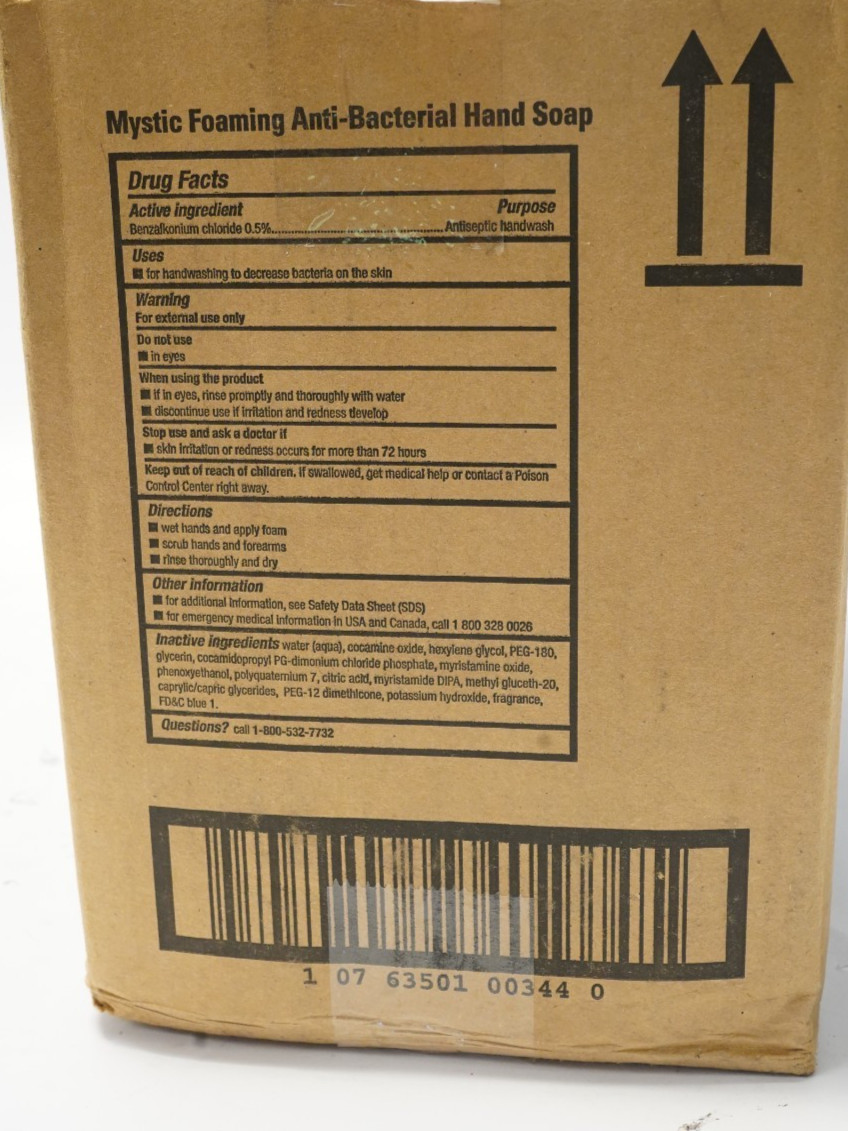 Mystic Foaming Anti-Bacterial Hand Soap
Drug Facts
Active ingredient Purpose
Benzalkonium chloride 0.5%..........................................Antiseptic handwash
Uses
■ for handwashing to decrease bacteria on the skin
Warning
For external use only
Do not use
■ in eyes
When using the product
■ if in eyes, rinse promptly and thoroughly with water
■ discontinue use if irritation and redness develop
Stop use and ask a doctor if
■ skin irritation or redness occurs for more than 72 hours
Keep out of reach of children. If swallowed, get medical help or contact a Poison
Control Center right away.
Directions
■ wet hands and apply foam
■ scrub hands and forearms
■ rinse thoroughly and dry
Other information
■ for additional information, see Safety Data Sheet (SDS)
■ for emergency medical information in USA and Canada, call 1 800 328 0026
Inactive ingredients water (aqua), cocamine oxide, hexylene glycol, PEG-180,
glycerin, cocamidopropyl PG-dimonium chloride phosphate, myristamine oxide,
phenoxyethanol, polyquaternium 7, citric acid, myristamide DIPA, methyl gluceth-20,
caprylic/capric glycerides, PEG-12 dimethicone, potassium hydroxide, fragrance,
FD&C blue 1.
Questions? call 1-800-532-7732
1 07 63501 00344 0